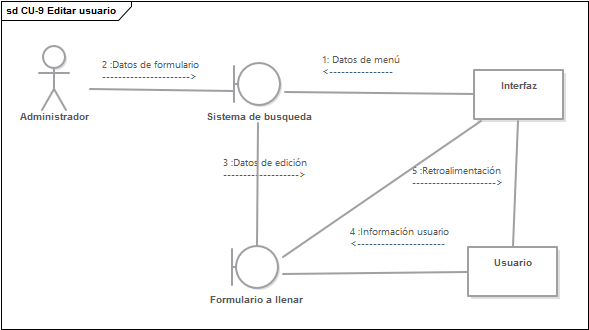 sd CU-9 Editar usuario
2 :Datos de formulario
---------------------->
1: Datos de menú
<----------------
Administrador
Sistema de busqueda
Interfaz
3 :Datos de edición
------------------->
5 :Retroalimentación
--------------------->
4 :Información usuario
<----------------------
Usuario
Formulario a llenar